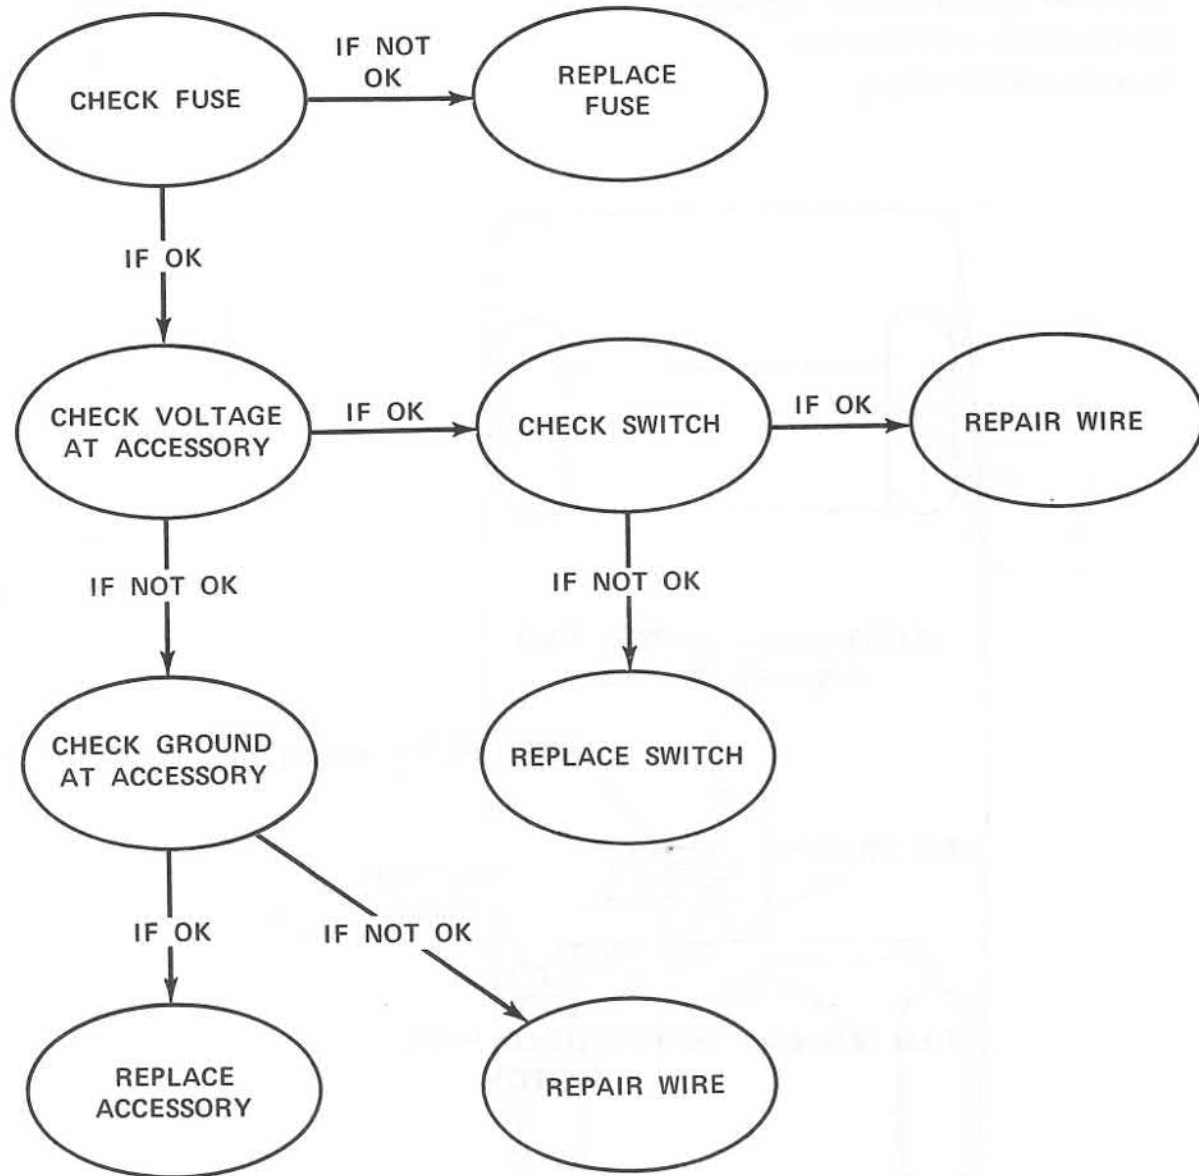 CHECK FUSE
IF NOT
OK
REPLACE
FUSE
IF OK
CHECK VOLTAGE
AT ACCESSORY
IF OK
CHECK SWITCH
IF OK
REPAIR WIRE
IF NOT OK
IF NOT OK
CHECK GROUND
AT ACCESSORY
REPLACE SWITCH
IF OK
IF NOT OK
REPLACE
ACCESSORY
REPAIR WIRE